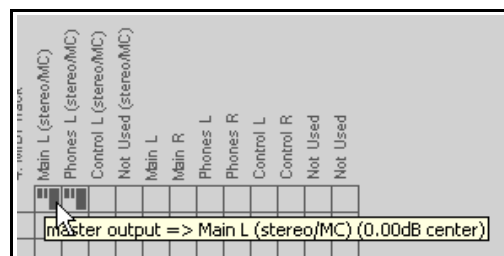 4. MIDI Track
Main L (stereo/MC)
Phones L (stereo/MC)
Control L (stereo/MC)
Not Used (stereo/MC)
Main L
Main R
Phones L
Phones R
Control L
Control R
Not Used
Not Used
master output => Main L (stereo/MC) (0.00dB center)